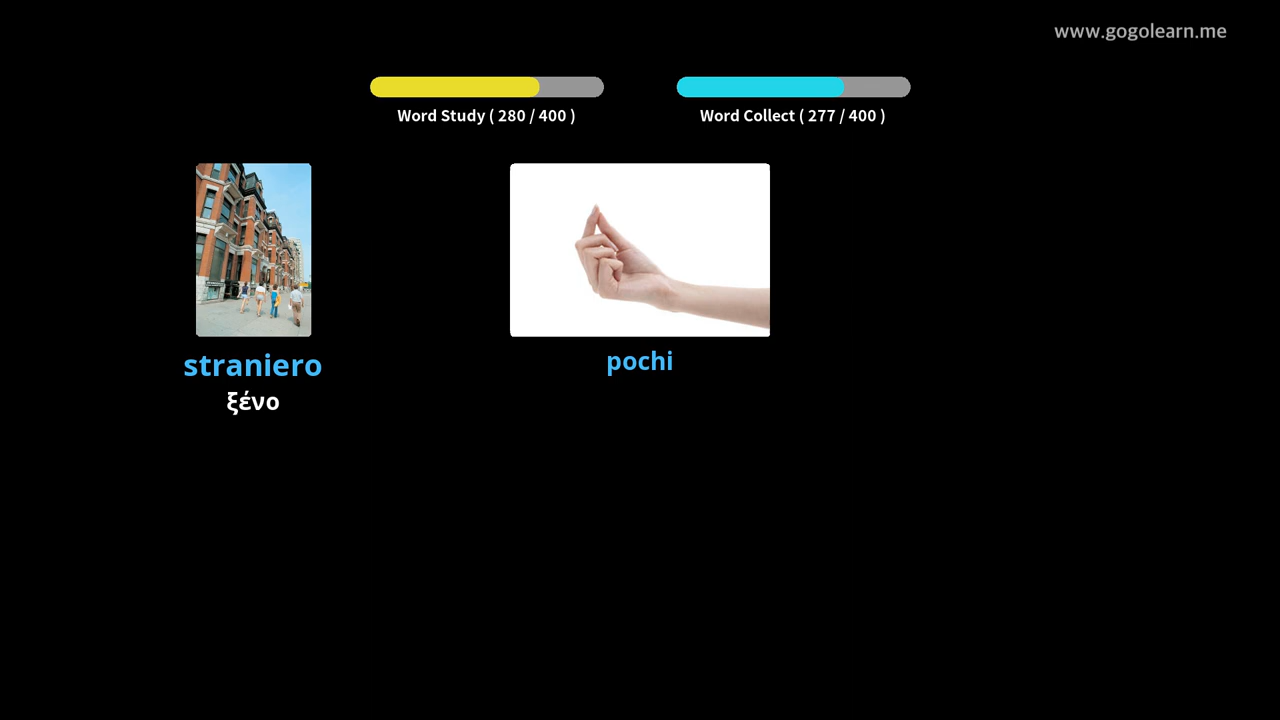 www.gogolearn.me
Word Study ( 280 / 400 )
Word Collect ( 277 / 400 )
straniero
ξένο
pochi